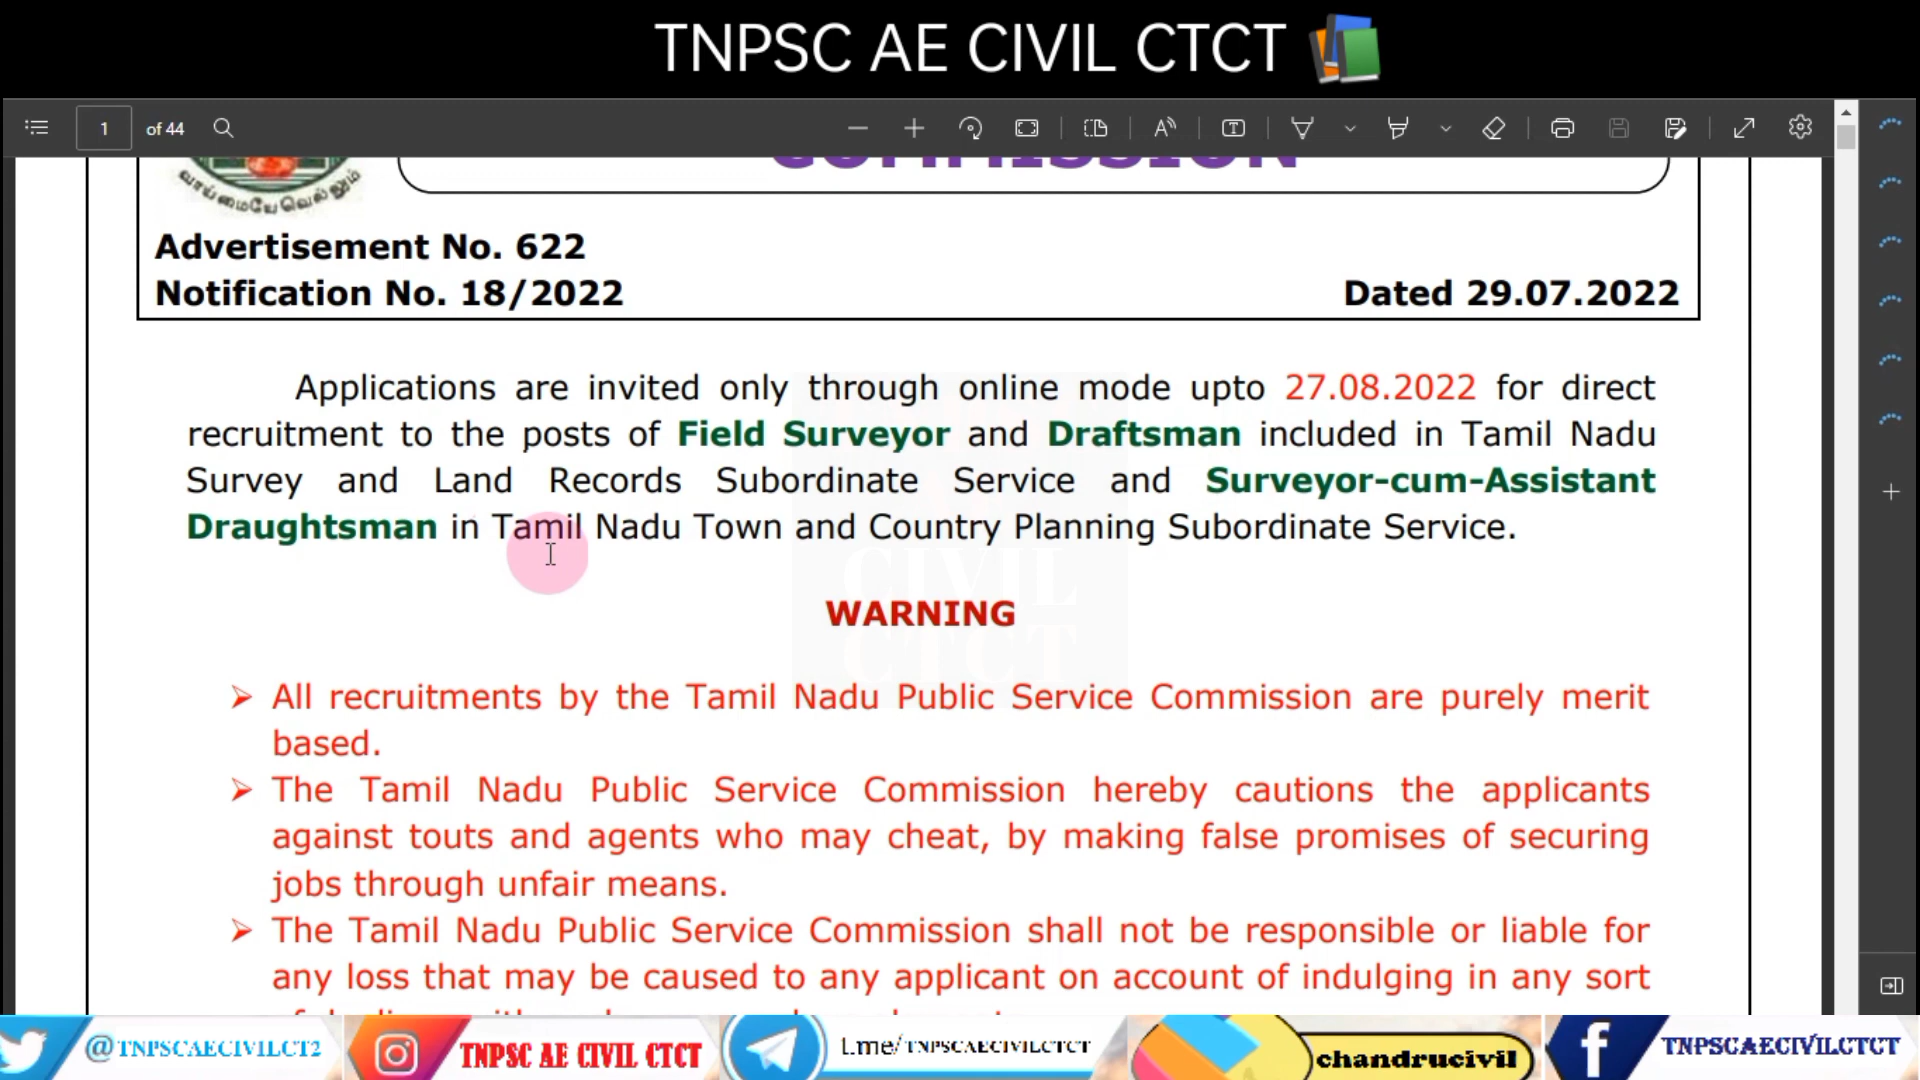 TNPSC AE CIVIL CTCT
1 of 44
COMMISSION
வாய்மையே வெல்லும்
Advertisement No. 622
Notification No. 18/2022 Dated 29.07.2022
Applications are invited only through online mode upto 27.08.2022 for direct
recruitment to the posts of Field Surveyor and Draftsman included in Tamil Nadu
Survey and Land Records Subordinate Service and Surveyor-cum-Assistant
Draughtsman in Tamil Nadu Town and Country Planning Subordinate Service.
CIVIL
CTCT
WARNING
➢ All recruitments by the Tamil Nadu Public Service Commission are purely merit
based.
➢ The Tamil Nadu Public Service Commission hereby cautions the applicants
against touts and agents who may cheat, by making false promises of securing
jobs through unfair means.
➢ The Tamil Nadu Public Service Commission shall not be responsible or liable for
any loss that may be caused to any applicant on account of indulging in any sort
@TNPSCAECIVILCT2
TNPSC AE CIVIL CTCT
t.me/TNPSCAECIVILCTCT
chandrucivil
TNPSCAECIVILCTCT